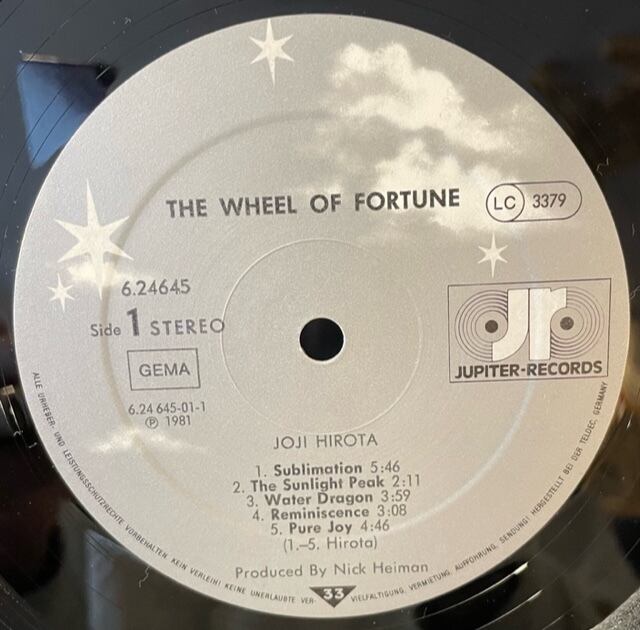 THE WHEEL OF FORTUNE
LC 3379
6.24645
Side 1 STEREO
GEMA
6.24 645-01-1
Ⓟ 1981
jr
JUPITER-RECORDS
JOJI HIROTA
1. Sublimation 5:46
2. The Sunlight Peak 2:11
3. Water Dragon 3:59
4. Reminiscence 3:08
5. Pure Joy 4:46
(1.–5. Hirota)
Produced By Nick Heiman
33
ALLE URHEBER- UND LEISTUNGSSCHUTZRECHTE VORBEHALTEN KEIN VERLEIH! KEINE UNERLAUBTE VER- VIELFÄLTIGUNG, VERMIETUNG, AUFFÜHRUNG, SENDUNG! HERGESTELLT BEI DER TELDEC, GERMANY